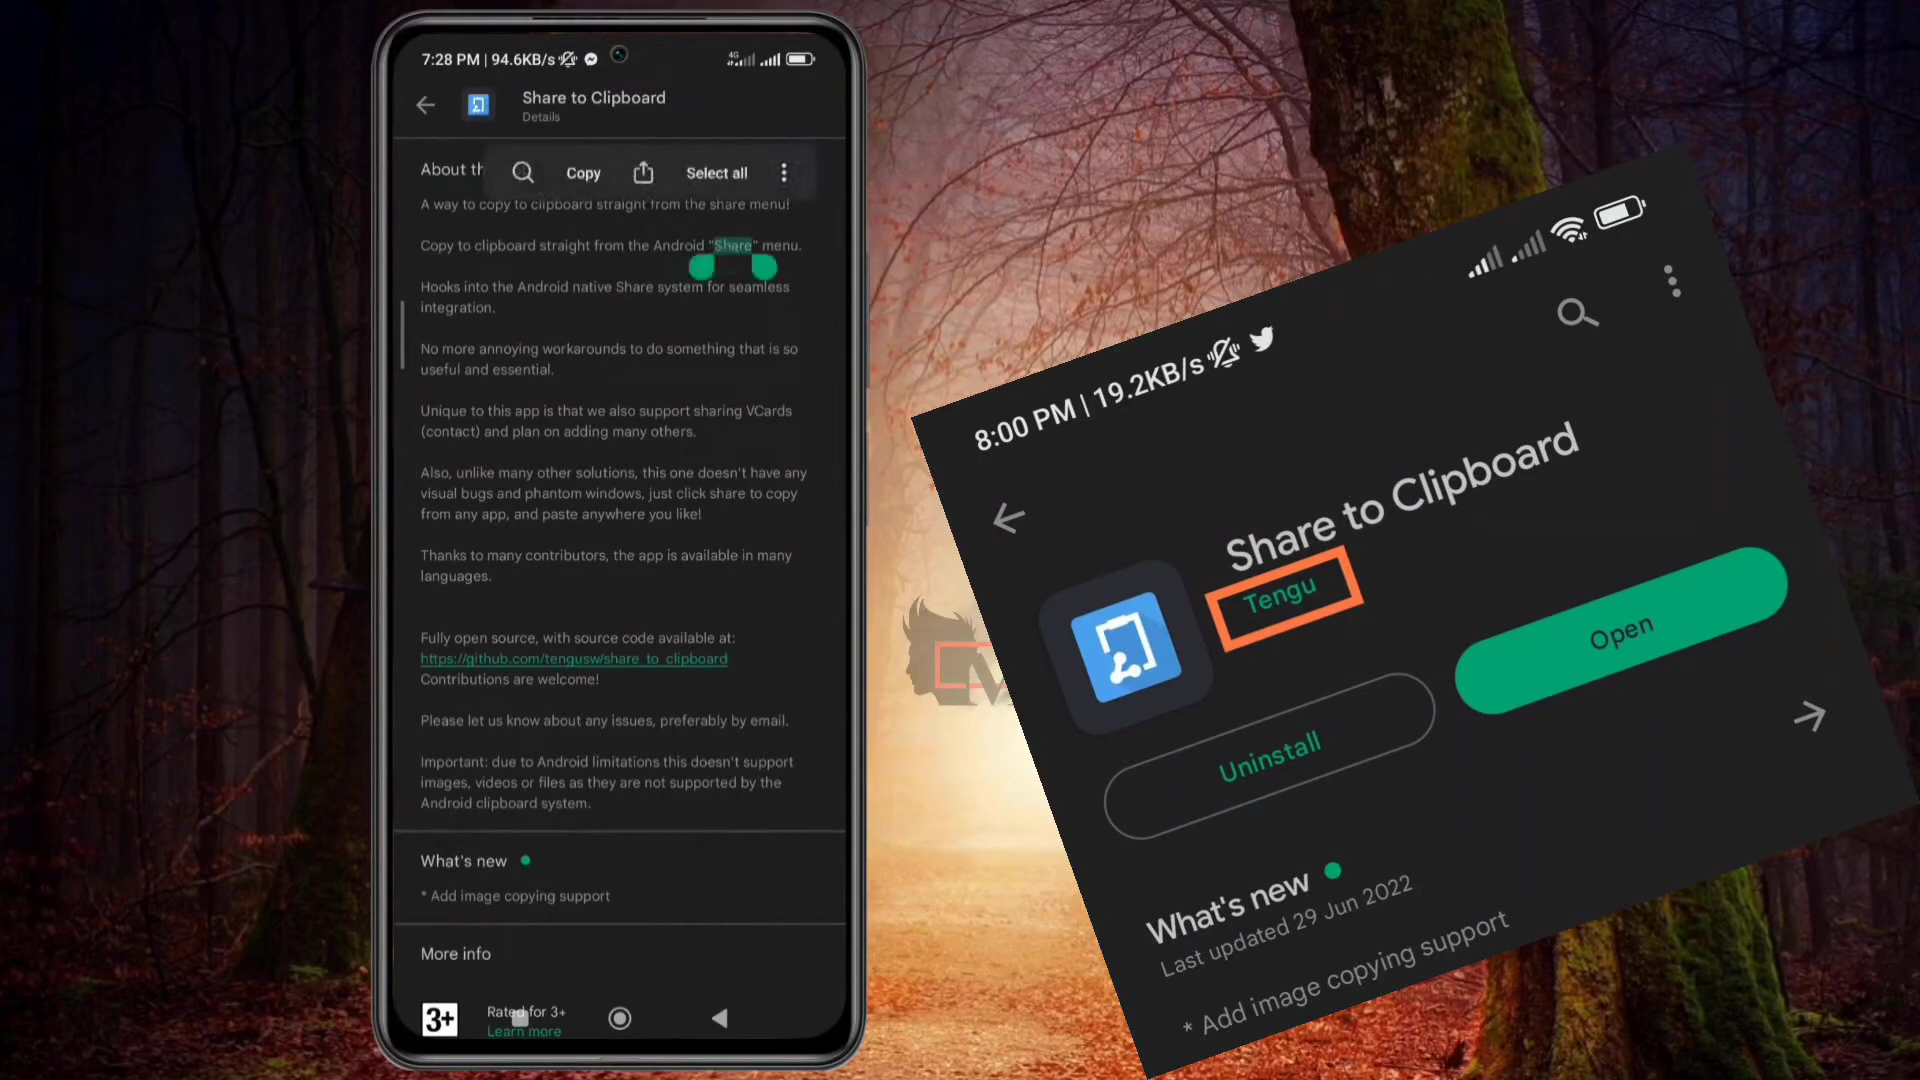 7:28 PM | 94.6KB/s
4G
Share to Clipboard
Details
About th
Copy
Select all
A way to copy to clipboard straight from the share menu!
Copy to clipboard straight from the Android "Share" menu.
Hooks into the Android native Share system for seamless
integration.
No more annoying workarounds to do something that is so
useful and essential.
Unique to this app is that we also support sharing VCards
(contact) and plan on adding many others.
Also, unlike many other solutions, this one doesn't have any
visual bugs and phantom windows, just click share to copy
from any app, and paste anywhere you like!
Thanks to many contributors, the app is available in many
languages.
Fully open source, with source code available at:
https://github.com/tengusw/share_to_clipboard
Contributions are welcome!
Please let us know about any issues, preferably by email.
Important: due to Android limitations this doesn't support
images, videos or files as they are not supported by the
Android clipboard system.
What's new
* Add image copying support
More info
3+
Rated for 3+
Learn more
8:00 PM | 19.2KB/s
Share to Clipboard
Tengu
Open
Uninstall
What's new
Last updated 29 Jun 2022
* Add image copying support